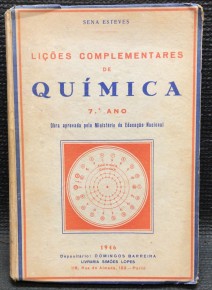 SENA ESTEVES
LIÇÕES COMPLEMENTARES
DE
QUÍMICA
7.º ANO
Obra aprovada pelo Ministério da Educação Nacional
1946
Depositário: DOMINGOS BARREIRA
LIVRARIA SIMÕES LOPES